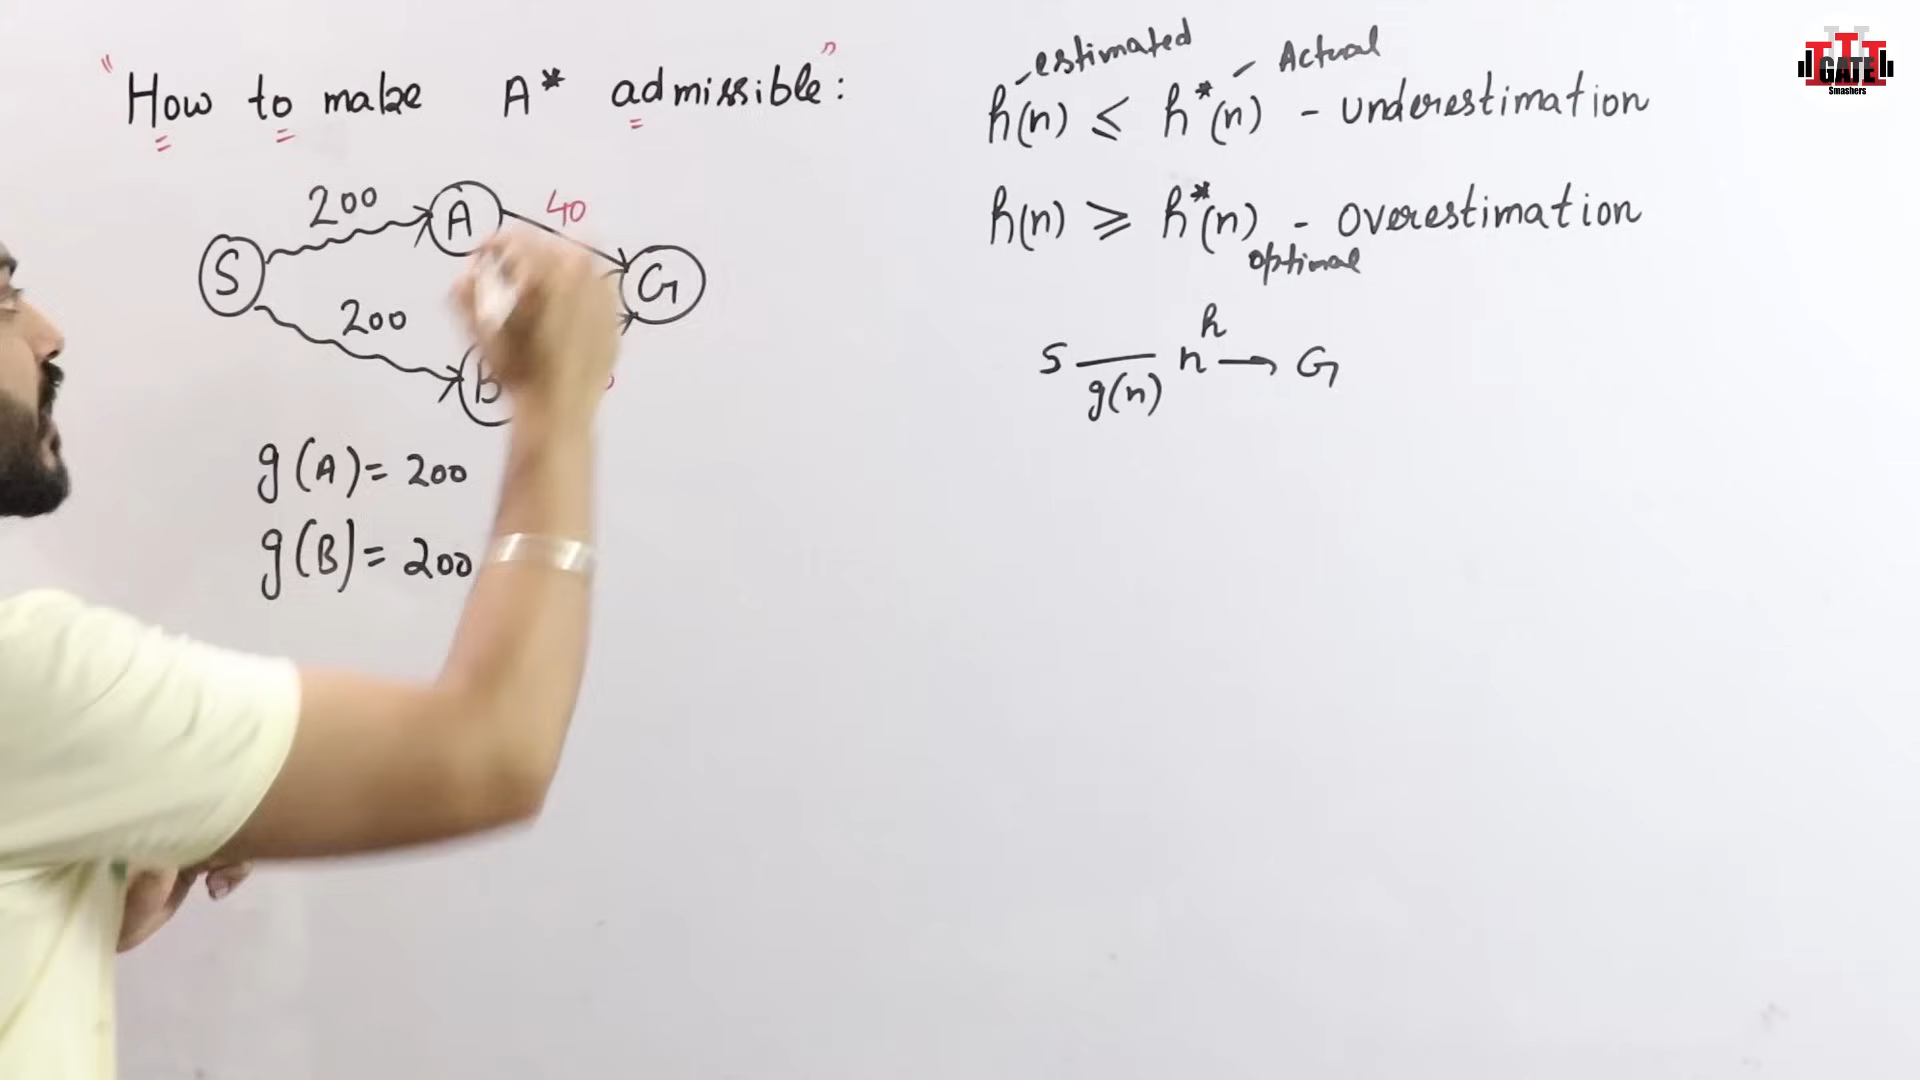 "How to make A* admissible":
S 200 A 40 G
200 B
g(A)= 200
g(B)= 200
estimated Actual
h(n) ≤ h*(n) - underestimation
h(n) ≥ h*(n) - overestimation
optimal
h
S n → G
g(n)
GATE
Smashers